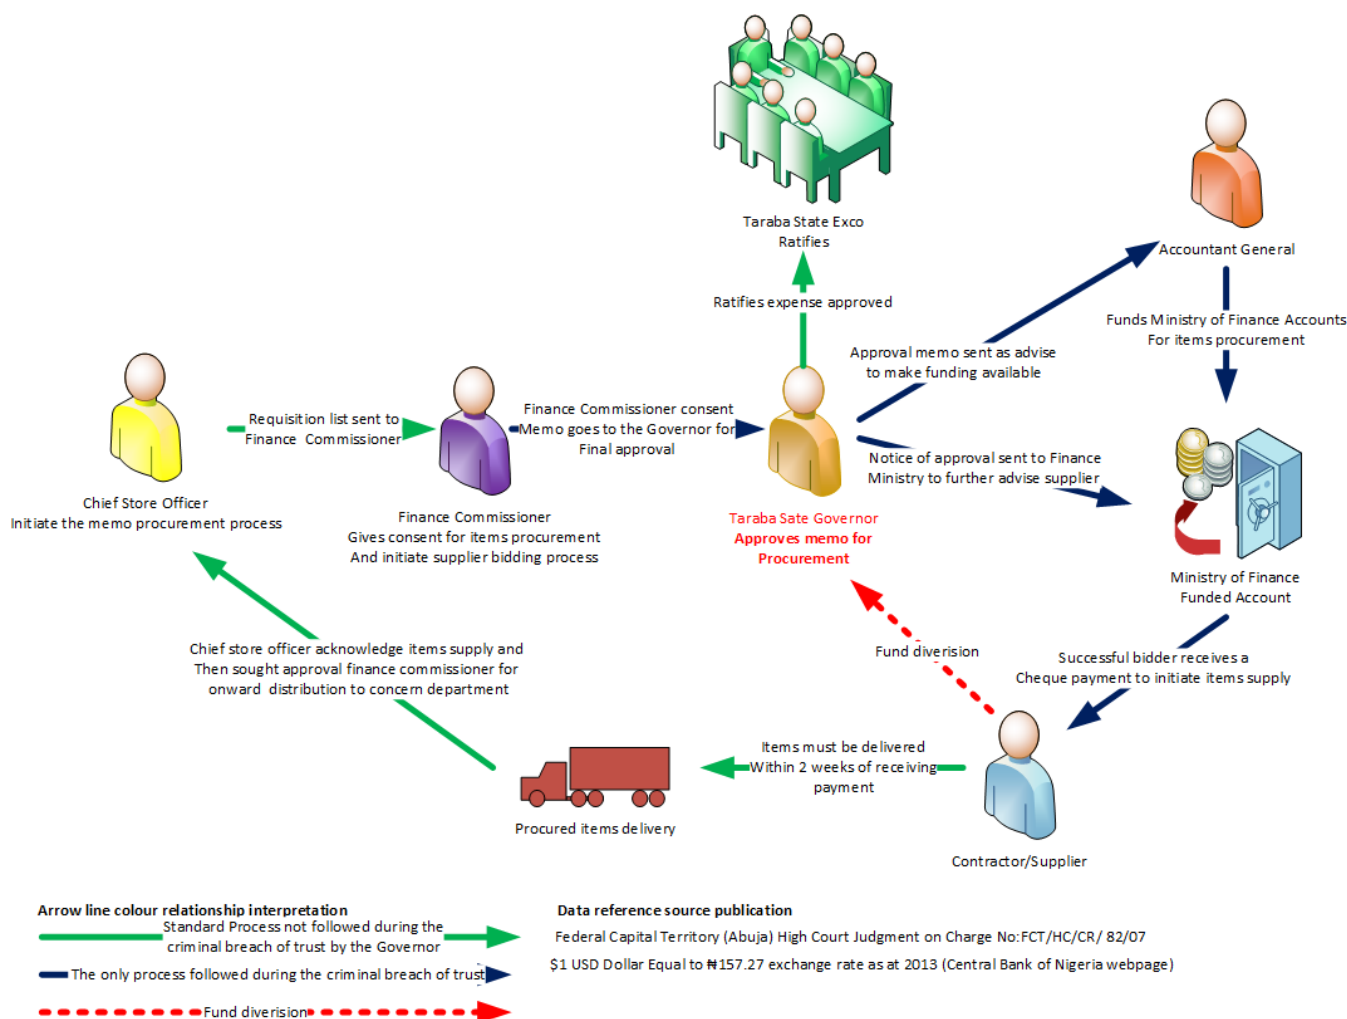 Taraba State Exco
Ratifies
Accountant General
Ratifies expense approved
Funds Ministry of Finance Accounts
For items procurement
Approval memo sent as advise
to make funding available
Requisition list sent to
Finance Commissioner
Finance Commissioner consent
Memo goes to the Governor for
Final approval
Notice of approval sent to Finance
Ministry to further advise supplier
Chief Store Officer
Initiate the memo procurement process
Finance Commissioner
Gives consent for items procurement
And initiate supplier bidding process
Taraba Sate Governor
Approves memo for
Procurement
Ministry of Finance
Funded Account
Chief store officer acknowledge items supply and
Then sought approval finance commissioner for
onward distribution to concern department
Fund diverision
Successful bidder receives a
Cheque payment to initiate items supply
Items must be delivered
Within 2 weeks of receiving
payment
Procured items delivery
Contractor/Supplier
Arrow line colour relationship interpretation
Standard Process not followed during the
criminal breach of trust by the Governor
The only process followed during the criminal breach of trust
Fund diverision
Data reference source publication
Federal Capital Territory (Abuja) High Court Judgment on Charge No:FCT/HC/CR/ 82/07
$1 USD Dollar Equal to ₦157.27 exchange rate as at 2013 (Central Bank of Nigeria webpage)